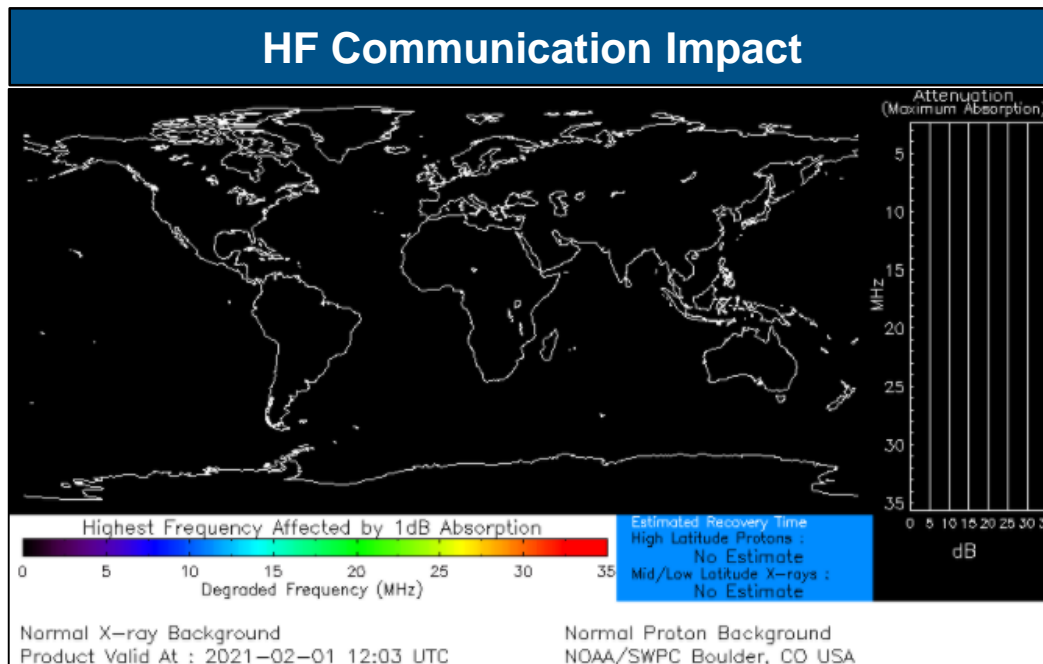 HF Communication Impact
Attenuation
(Maximum Absorption)
5
10
15
MHz
20
25
30
35
0 5 10 15 20 25 30
dB
Highest Frequency Affected by 1dB Absorption
0 5 10 15 20 25 30 35
Degraded Frequency (MHz)
Estimated Recovery Time
High Latitude Protons :
No Estimate
Mid/Low Latitude X-rays :
No Estimate
Normal X-ray Background
Product Valid At : 2021-02-01 12:03 UTC
Normal Proton Background
NOAA/SWPC Boulder, CO USA